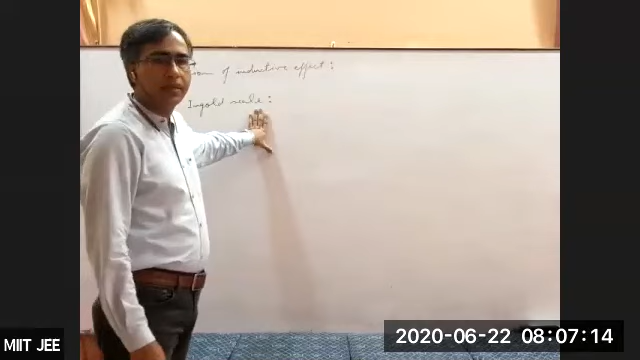 of inductive effect :
Ingold scale :
MIIT JEE
2020-06-22 08:07:14